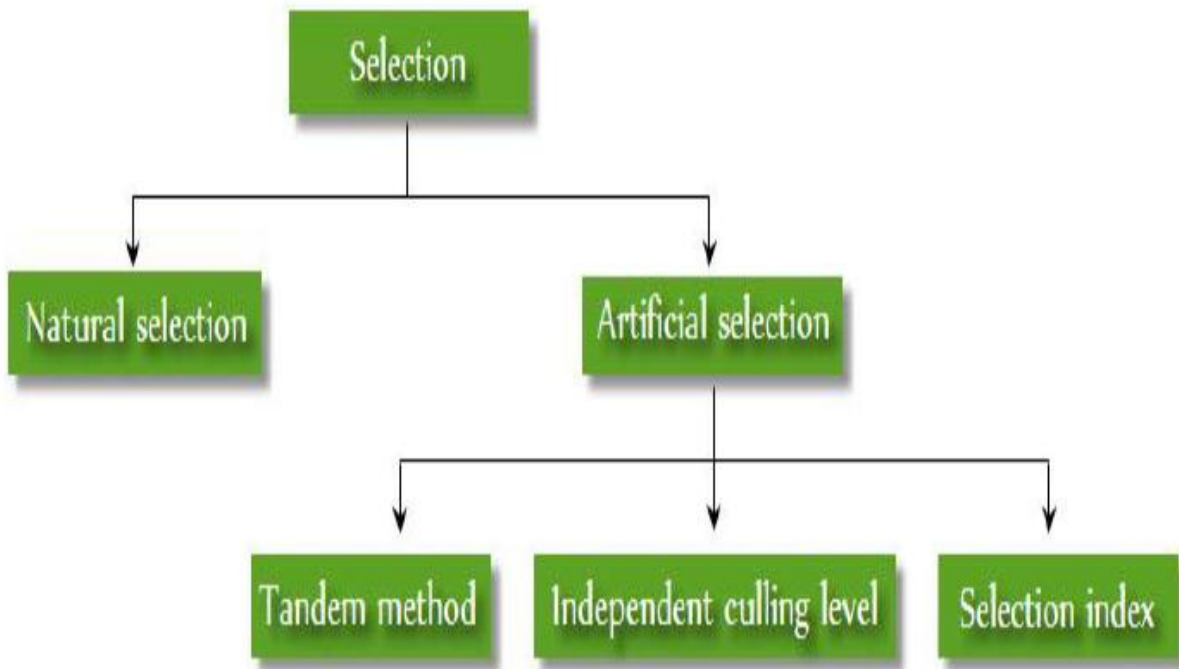 Selection
Natural selection
Artificial selection
Tandem method
Independent culling level
Selection index